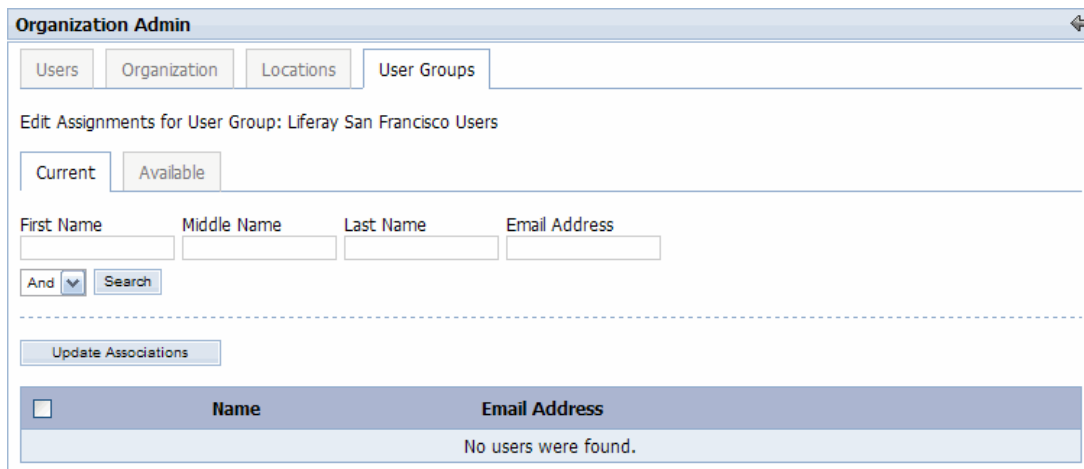 Organization Admin
Users Organization Locations User Groups
Edit Assignments for User Group: Liferay San Francisco Users
Current Available
First Name Middle Name Last Name Email Address
And Search
Update Associations
Name Email Address
No users were found.